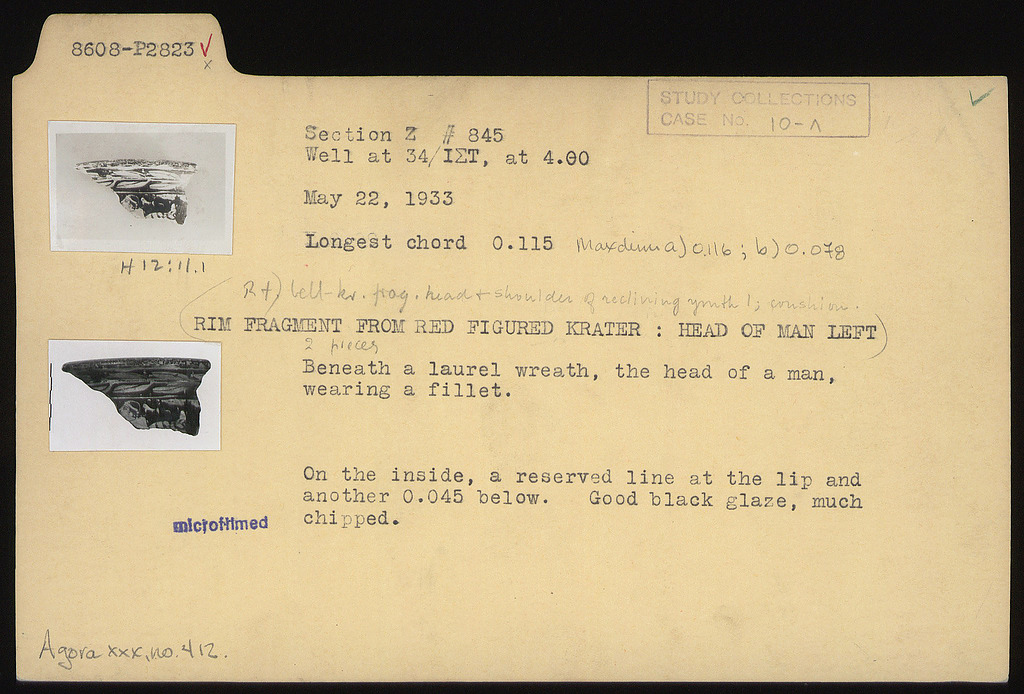 8608-P2823 √
x
STUDY COLLECTIONS
CASE No. 10-Λ
Section Z # 845
Well at 34/ΙΣΤ, at 4.00
May 22, 1933
Longest chord 0.115 Maxdims a) 0.116 ; b) 0.078
H 12:11.1
Rf) bell-kr. frag. head + shoulder of reclining youth l; cushion.
RIM FRAGMENT FROM RED FIGURED KRATER : HEAD OF MAN LEFT
2 pieces
Beneath a laurel wreath, the head of a man,
wearing a fillet.
On the inside, a reserved line at the lip and
another 0.045 below. Good black glaze, much
chipped.
microfilmed
Agora xxx, no. 412.